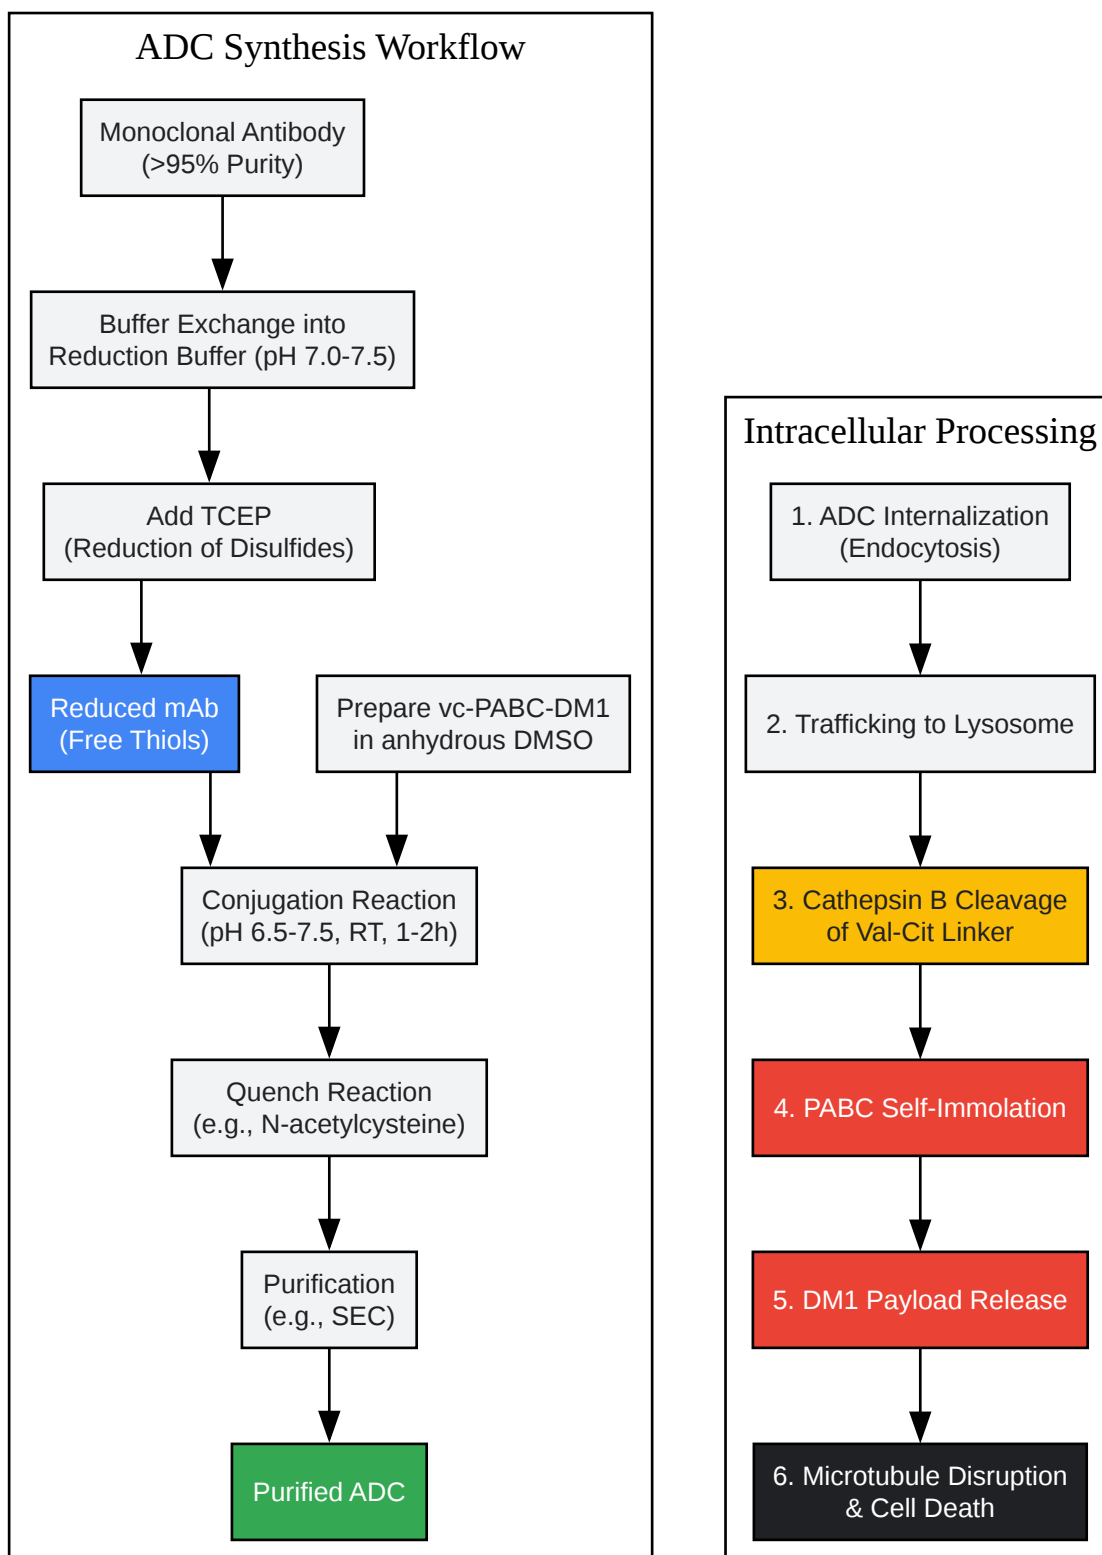 ADC Synthesis Workflow
Monoclonal Antibody
(>95% Purity)
Buffer Exchange into
Reduction Buffer (pH 7.0-7.5)
Add TCEP
(Reduction of Disulfides)
Reduced mAb
(Free Thiols)
Prepare vc-PABC-DM1
in anhydrous DMSO
Conjugation Reaction
(pH 6.5-7.5, RT, 1-2h)
Quench Reaction
(e.g., N-acetylcysteine)
Purification
(e.g., SEC)
Purified ADC
Intracellular Processing
1. ADC Internalization
(Endocytosis)
2. Trafficking to Lysosome
3. Cathepsin B Cleavage
of Val-Cit Linker
4. PABC Self-Immolation
5. DM1 Payload Release
6. Microtubule Disruption
& Cell Death